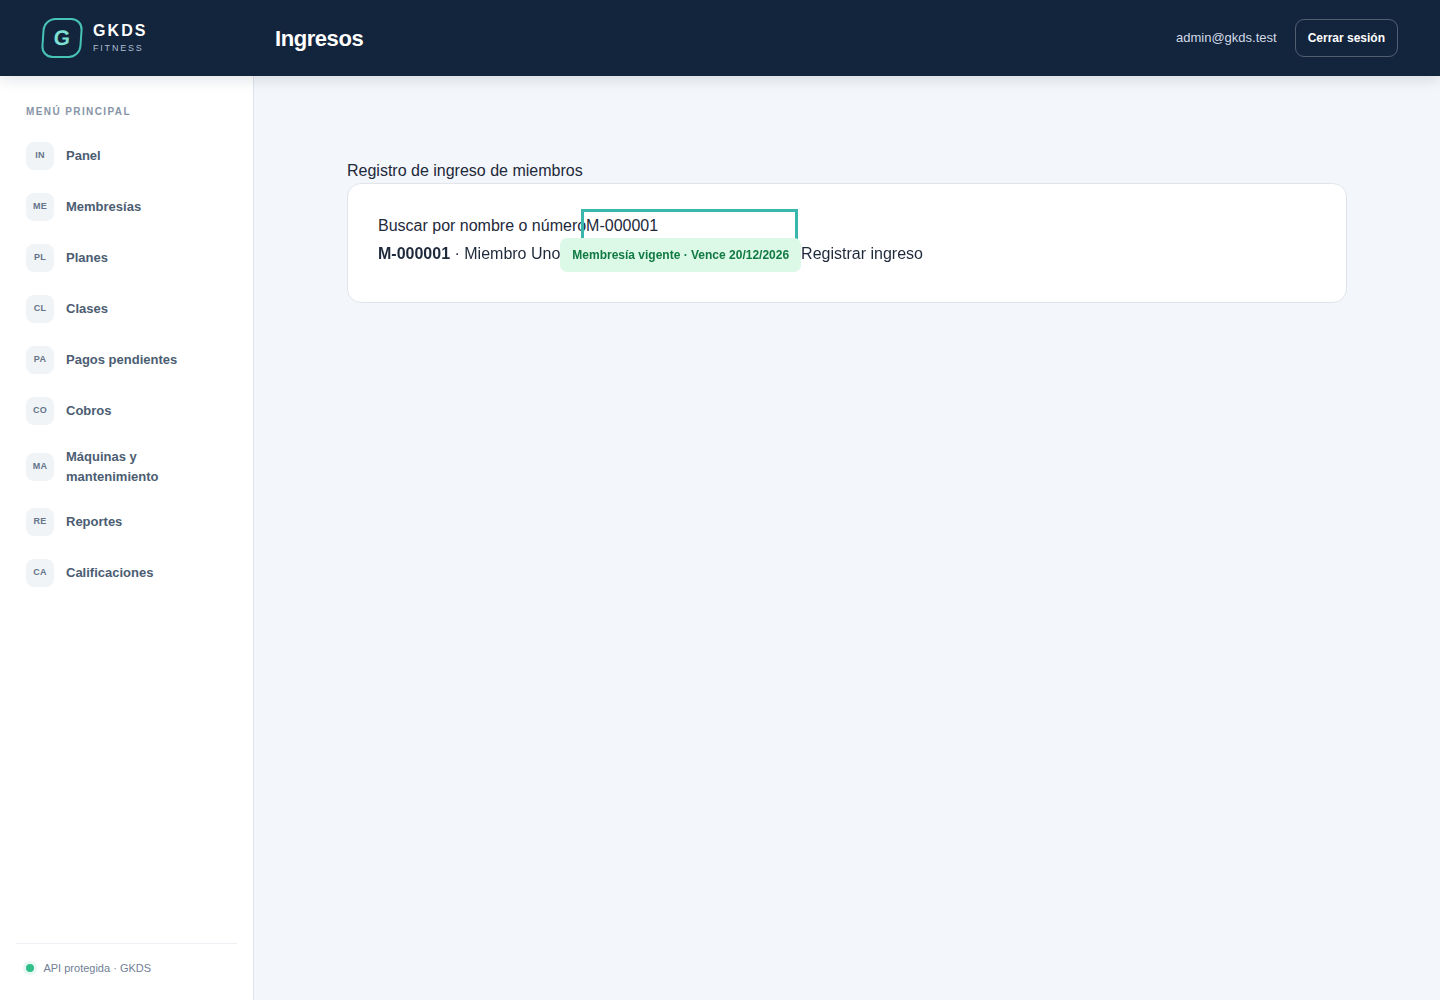 G
GKDS
FITNESS
Ingresos
admin@gkds.test
Cerrar sesión
MENÚ PRINCIPAL
IN Panel
ME Membresías
PL Planes
CL Clases
PA Pagos pendientes
CO Cobros
MA Máquinas y
mantenimiento
RE Reportes
CA Calificaciones
API protegida · GKDS
Registro de ingreso de miembros
Buscar por nombre o número M-000001
M-000001 · Miembro Uno Membresía vigente · Vence 20/12/2026 Registrar ingreso